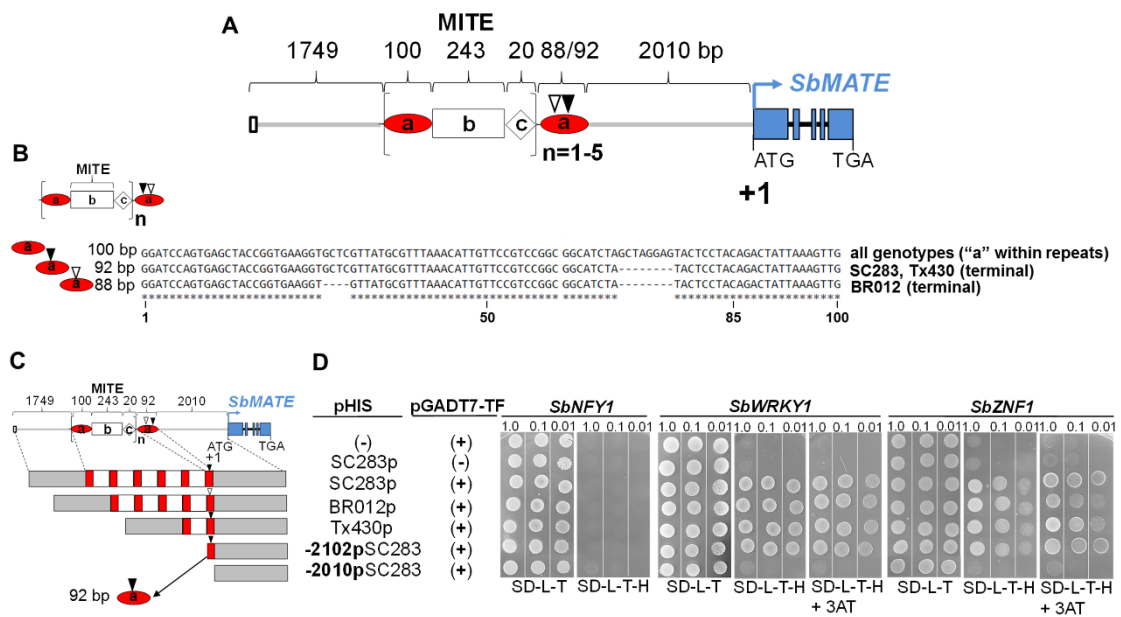 A
MITE
1749 100 243 20 88/92 2010 bp
SbMATE
a b c a
n=1-5
ATG TGA
+1
B
MITE
a b c a
n
a 100 bp GGATCCAGTGAGCTACCGGTGAAGGTGCTCGTTATGCGTTTAAACATTGTTCCGTCCGGC GGCATCTAGCTAGGAGTACTCCTACAGACTATTAAAGTTG all genotypes (“a” within repeats)
a 92 bp GGATCCAGTGAGCTACCGGTGAAGGTGCTCGTTATGCGTTTAAACATTGTTCCGTCCGGC GGCATCTA--------TACTCCTACAGACTATTAAAGTTG SC283, Tx430 (terminal)
a 88 bp GGATCCAGTGAGCTACCGGTGAAGGT----GTTATGCGTTTAAACATTGTTCCGTCCGGC GGCATCTA--------TACTCCTACAGACTATTAAAGTTG BR012 (terminal)
************************** ****************************** ******** ************************
1 50 85 100
C
MITE
1749 100 243 20 92 2010
SbMATE
a b c a
n
ATG TGA
+1
92 bp a
D
pHIS pGADT7-TF SbNFY1 SbWRKY1 SbZNF1
1.0 0.1 0.01 1.0 0.1 0.01 1.0 0.1 0.01 1.0 0.1 0.01 1.0 0.1 0.01 1.0 0.1 0.01 1.0 0.1 0.01
(-) (+)
SC283p (-)
SC283p (+)
BR012p (+)
Tx430p (+)
-2102pSC283 (+)
-2010pSC283 (+)
SD-L-T SD-L-T-H SD-L-T SD-L-T-H SD-L-T-H + 3AT SD-L-T SD-L-T-H SD-L-T-H + 3AT